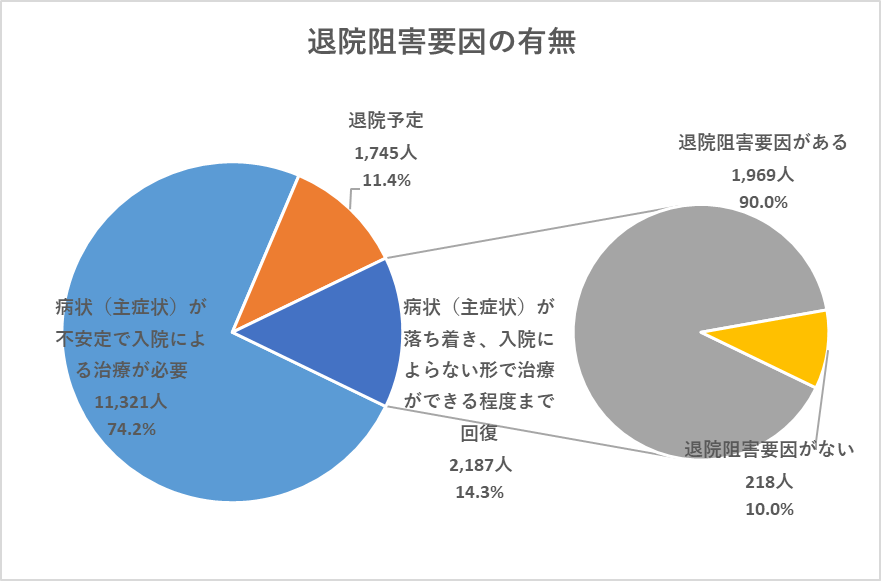 退院阻害要因の有無
退院予定
1,745人
11.4%
退院阻害要因がある
1,969人
90.0%
病状（主症状）が
不安定で入院によ
る治療が必要
11,321人
74.2%
病状（主症状）が
落ち着き、入院に
よらない形で治療
ができる程度まで
回復
2,187人
14.3%
退院阻害要因がない
218人
10.0%